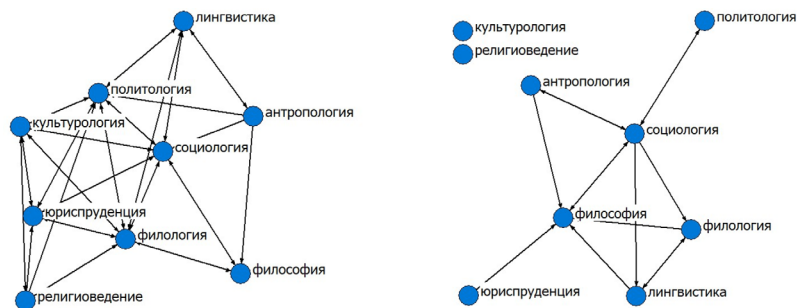 лингвистика
политология
антропология
культурология
социология
юриспруденция
филология
философия
религиоведение
политология
культурология
религиоведение
антропология
социология
философия
филология
юриспруденция
лингвистика